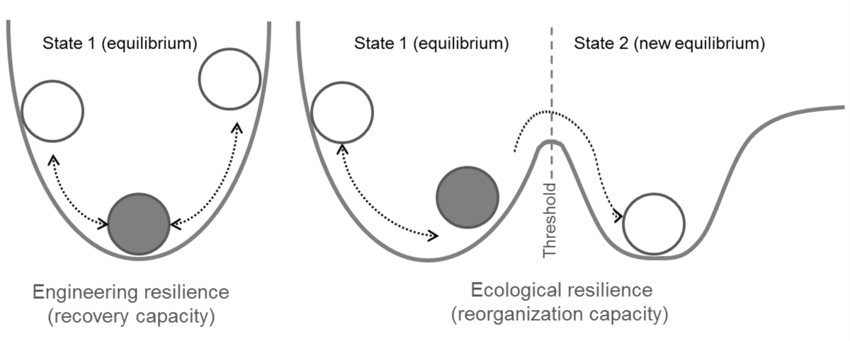 State 1 (equilibrium)
State 1 (equilibrium)
State 2 (new equilibrium)
Threshold
Engineering resilience
(recovery capacity)
Ecological resilience
(reorganization capacity)